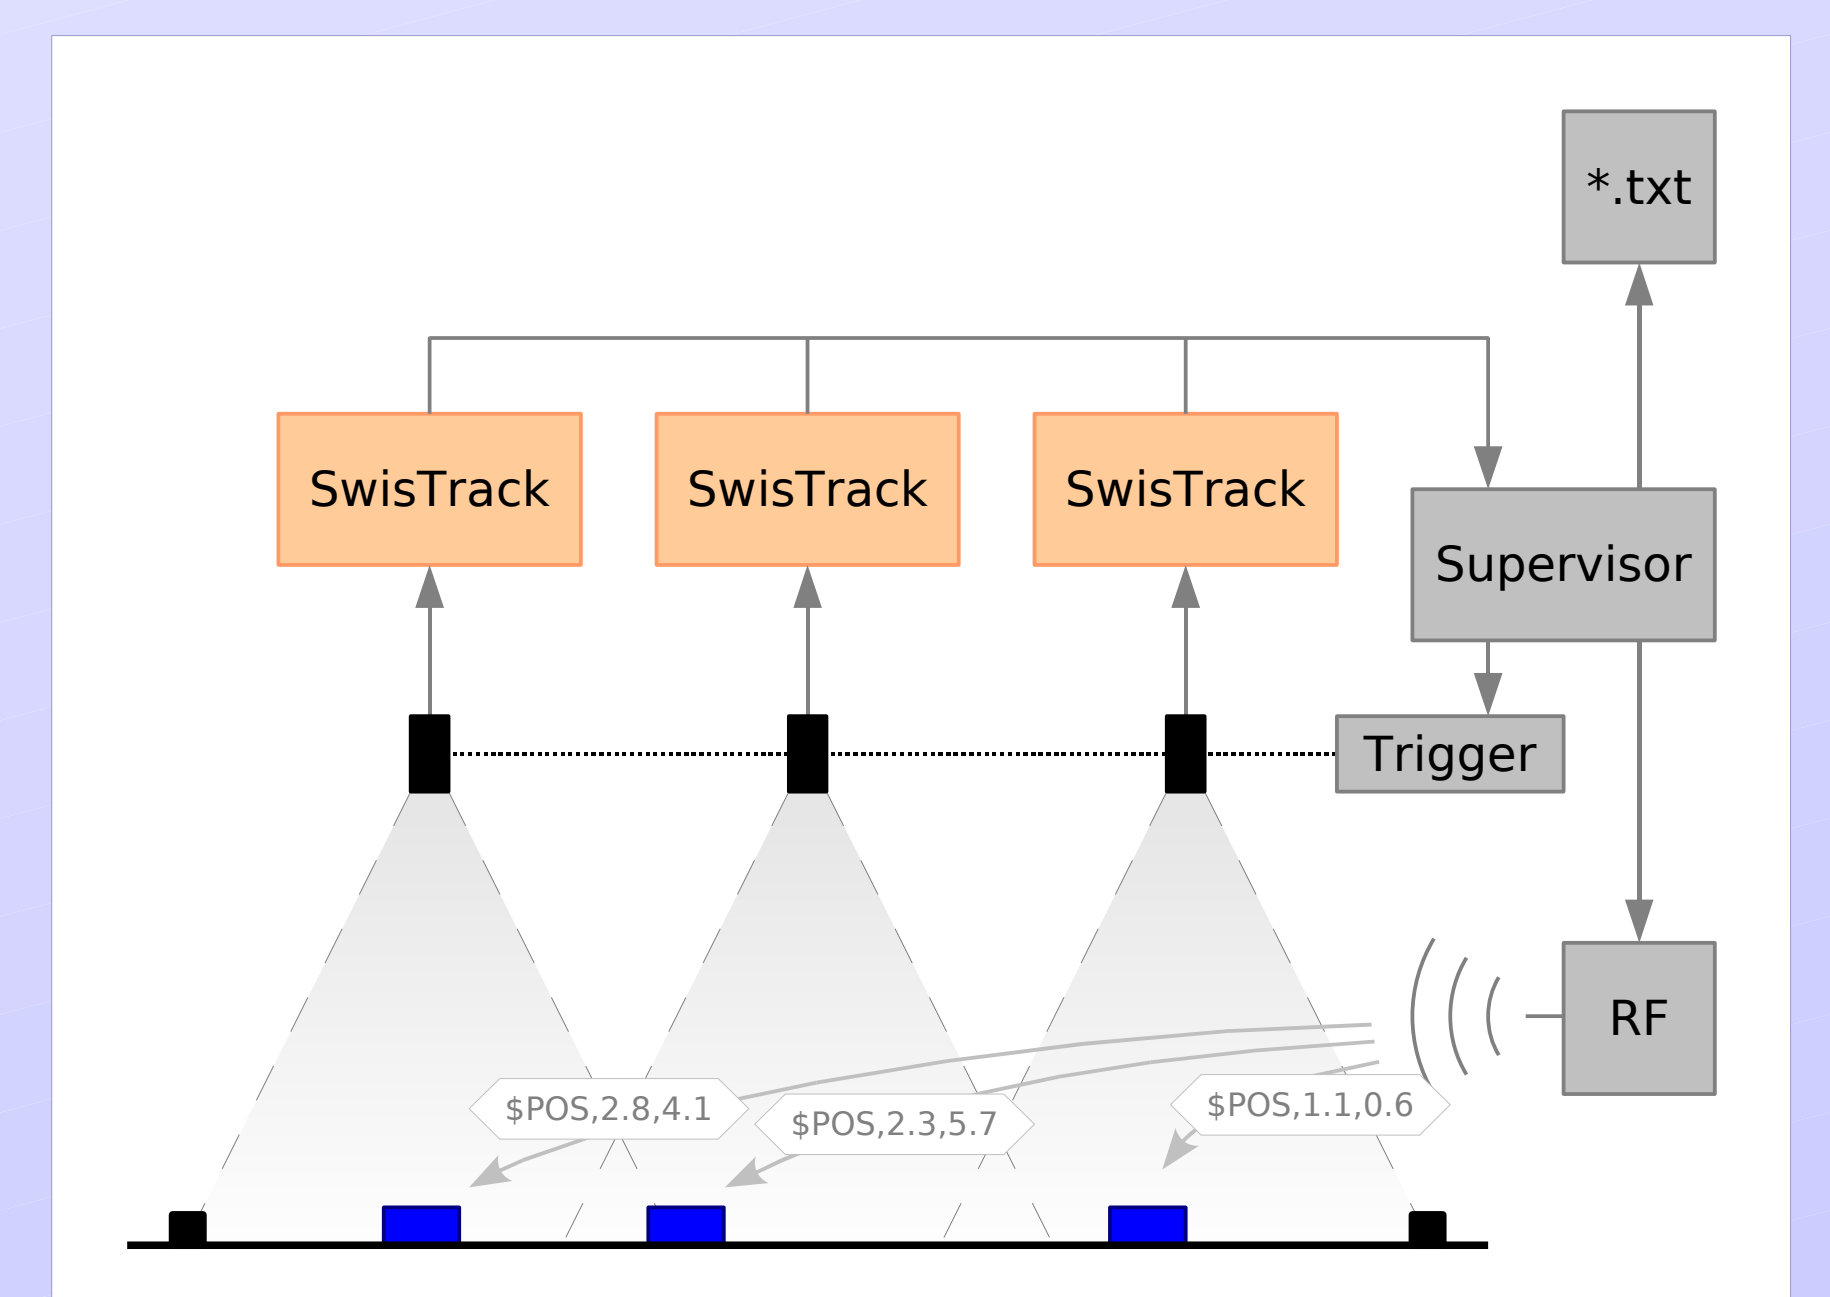 *.txt
SwisTrack
SwisTrack
SwisTrack
Supervisor
Trigger
RF
$POS,2.8,4.1
$POS,2.3,5.7
$POS,1.1,0.6